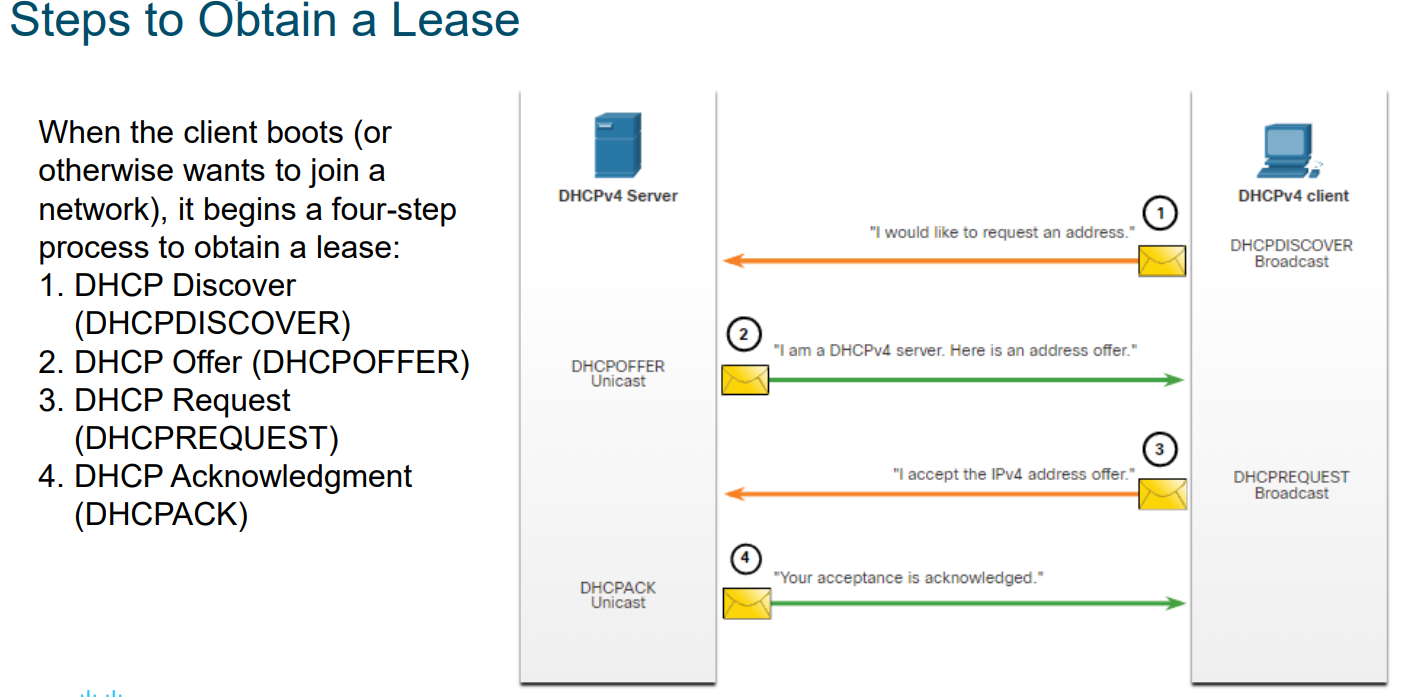 Steps to Obtain a Lease
When the client boots (or
otherwise wants to join a
network), it begins a four-step
process to obtain a lease:
1. DHCP Discover
(DHCPDISCOVER)
2. DHCP Offer (DHCPOFFER)
3. DHCP Request
(DHCPREQUEST)
4. DHCP Acknowledgment
(DHCPACK)
DHCPv4 Server
DHCPv4 client
1
"I would like to request an address."
DHCPDISCOVER
Broadcast
2
"I am a DHCPv4 server. Here is an address offer."
DHCPOFFER
Unicast
3
"I accept the IPv4 address offer."
DHCPREQUEST
Broadcast
4
"Your acceptance is acknowledged."
DHCPACK
Unicast